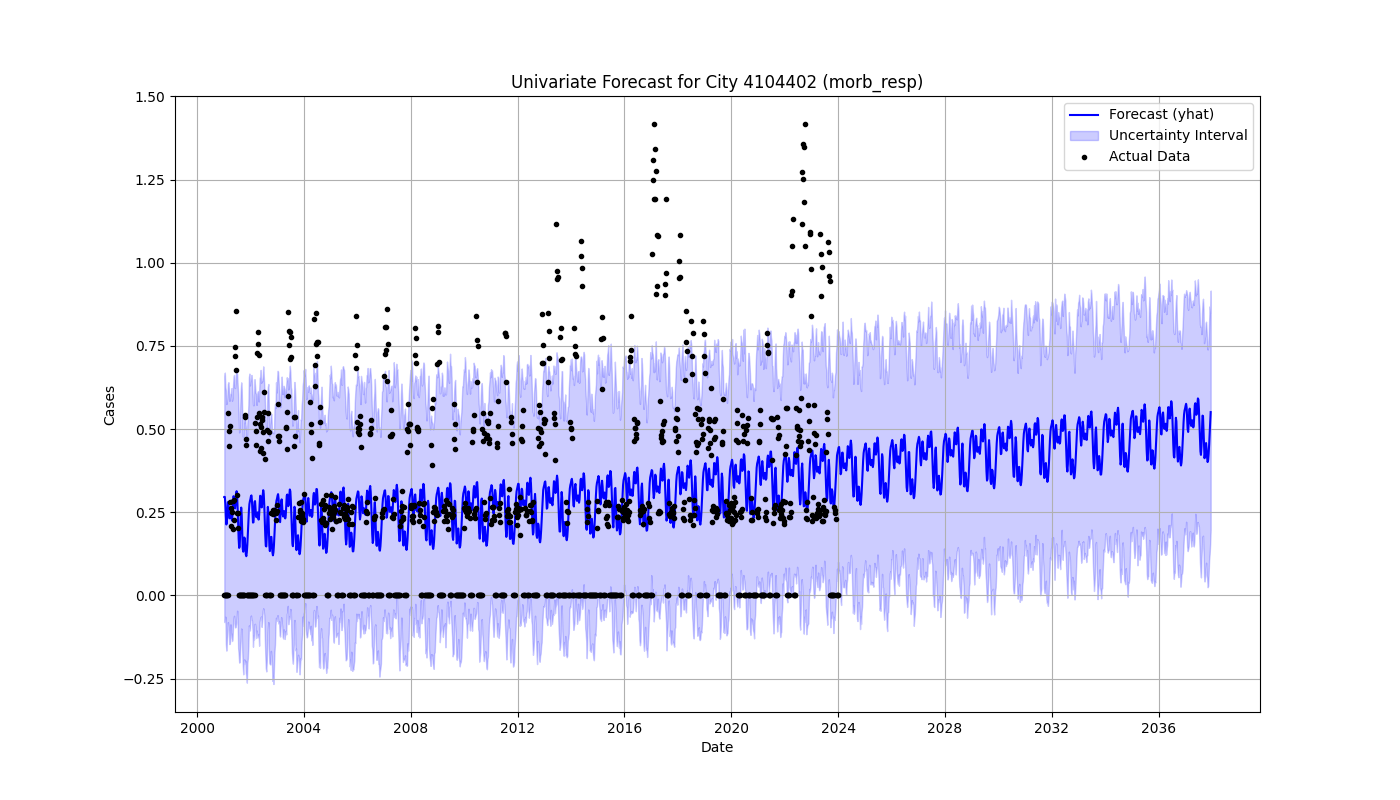 Univariate Forecast for City 4104402 (morb_resp)
1.50
1.25
1.00
0.75
0.50
0.25
0.00
−0.25
Cases
Forecast (yhat)
Uncertainty Interval
Actual Data
2000 2004 2008 2012 2016 2020 2024 2028 2032 2036
Date